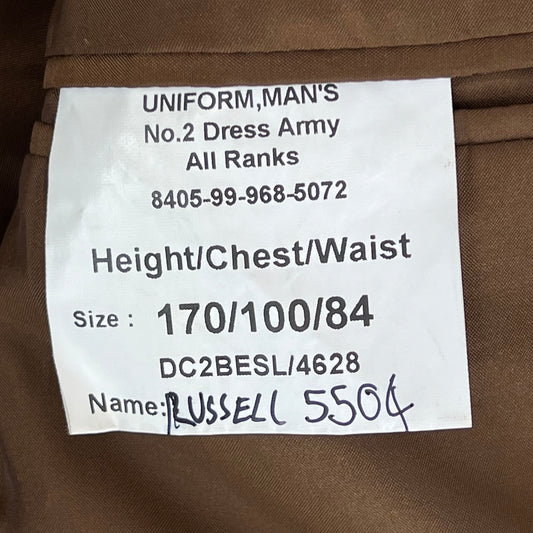 UNIFORM,MAN'S
No.2 Dress Army
All Ranks
8405-99-968-5072
Height/Chest/Waist
Size : 170/100/84
DC2BESL/4628
Name: RUSSELL 5504